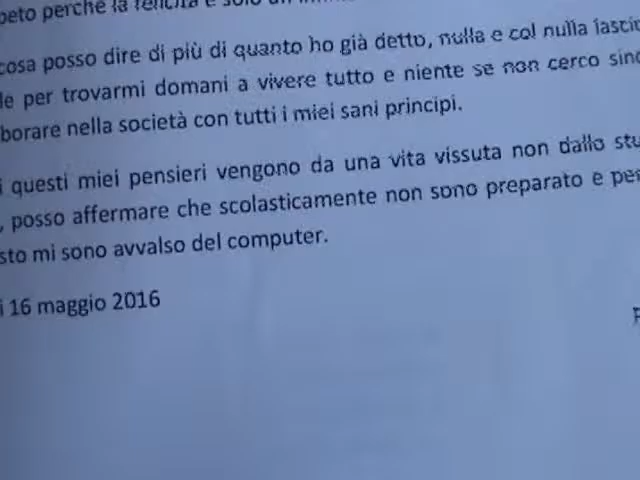 peto perché la felicità è solo un
cosa posso dire di più di quanto ho già detto, nulla e col nulla lascio
le per trovarmi domani a vivere tutto e niente se non cerco sinc
borare nella società con tutti i miei sani principi.
i questi miei pensieri vengono da una vita vissuta non dallo stu
, posso affermare che scolasticamente non sono preparato e per
sto mi sono avvalso del computer.
i 16 maggio 2016